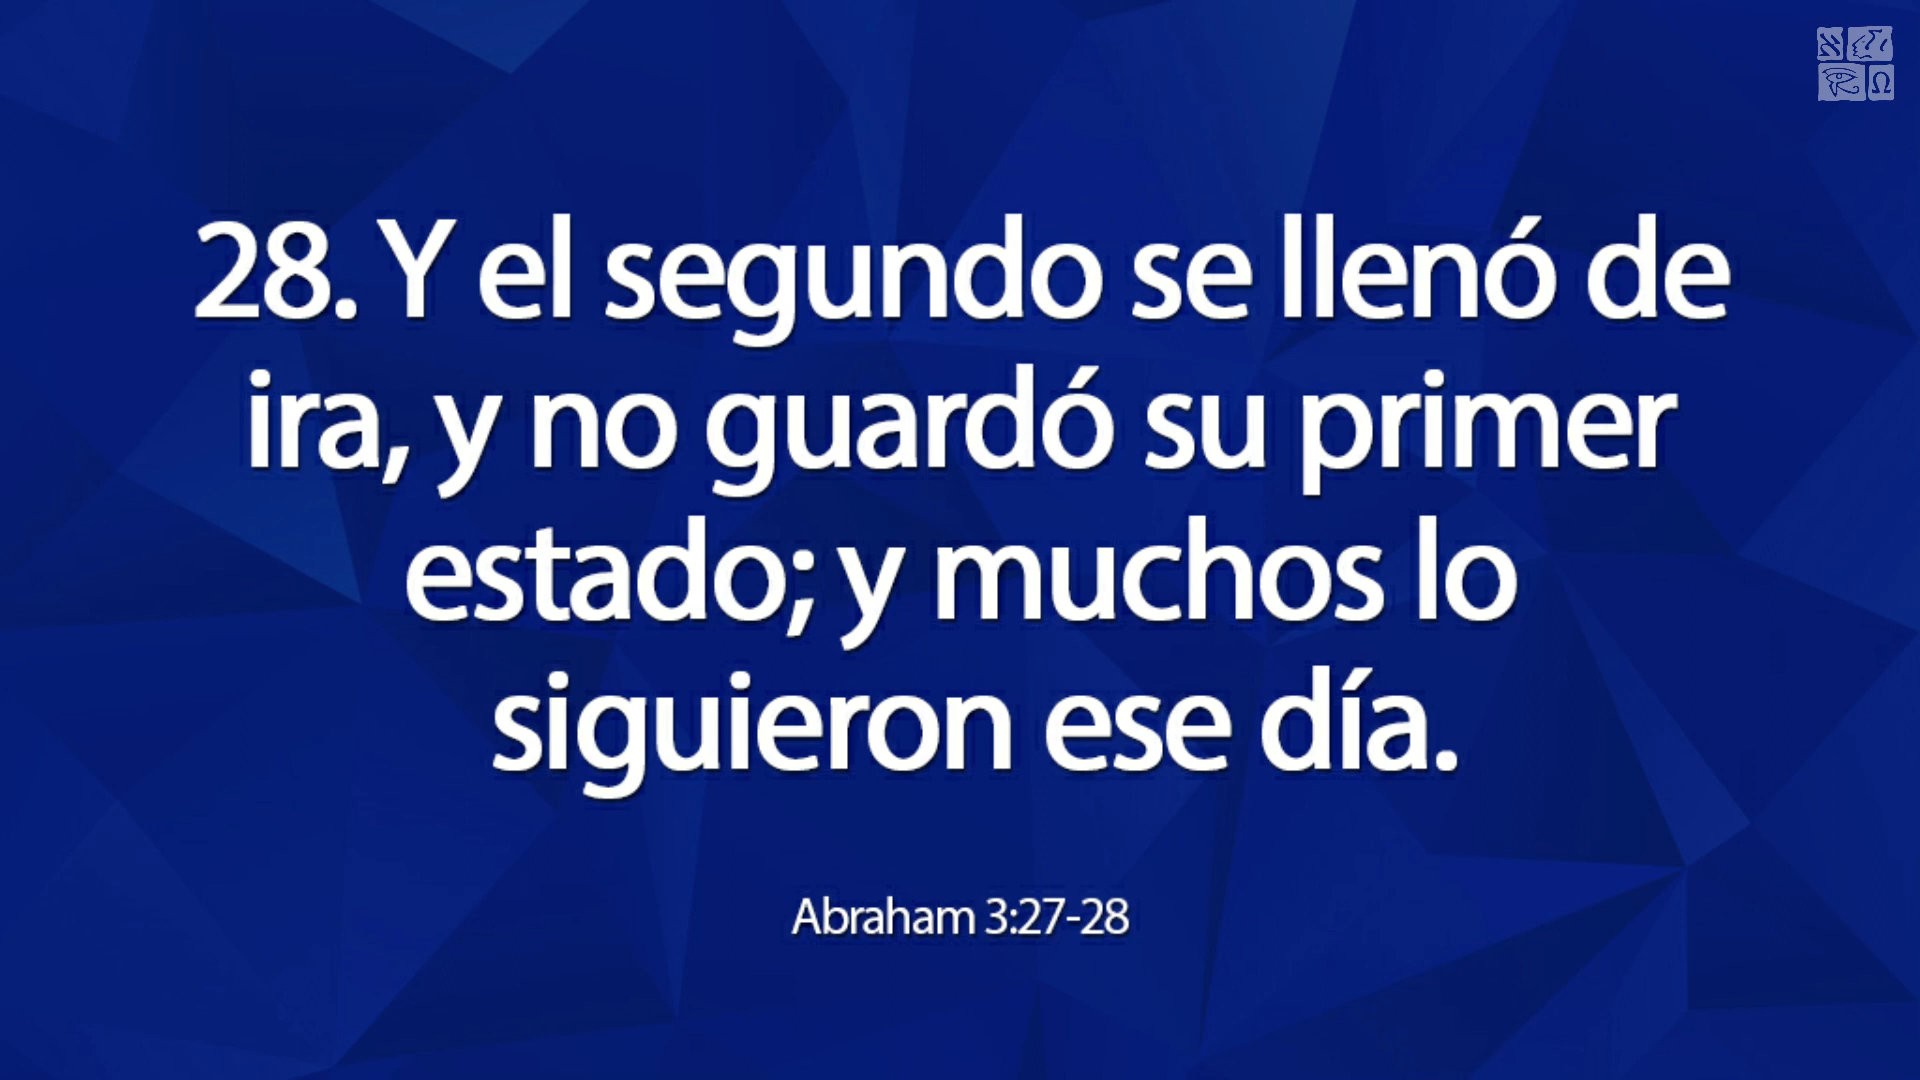 28. Y el segundo se llenó de
ira, y no guardó su primer
estado; y muchos lo
siguieron ese día.
Abraham 3:27-28